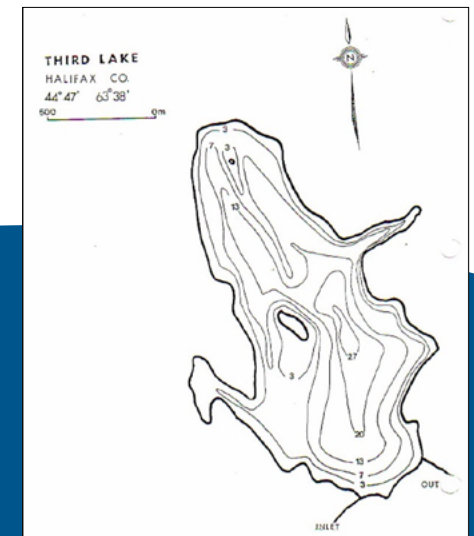 THIRD LAKE
HALIFAX CO.
44°47' 63°38'
600 0m
N
3
7 3
13
27
3
20
13
7
3
OUT
INLET